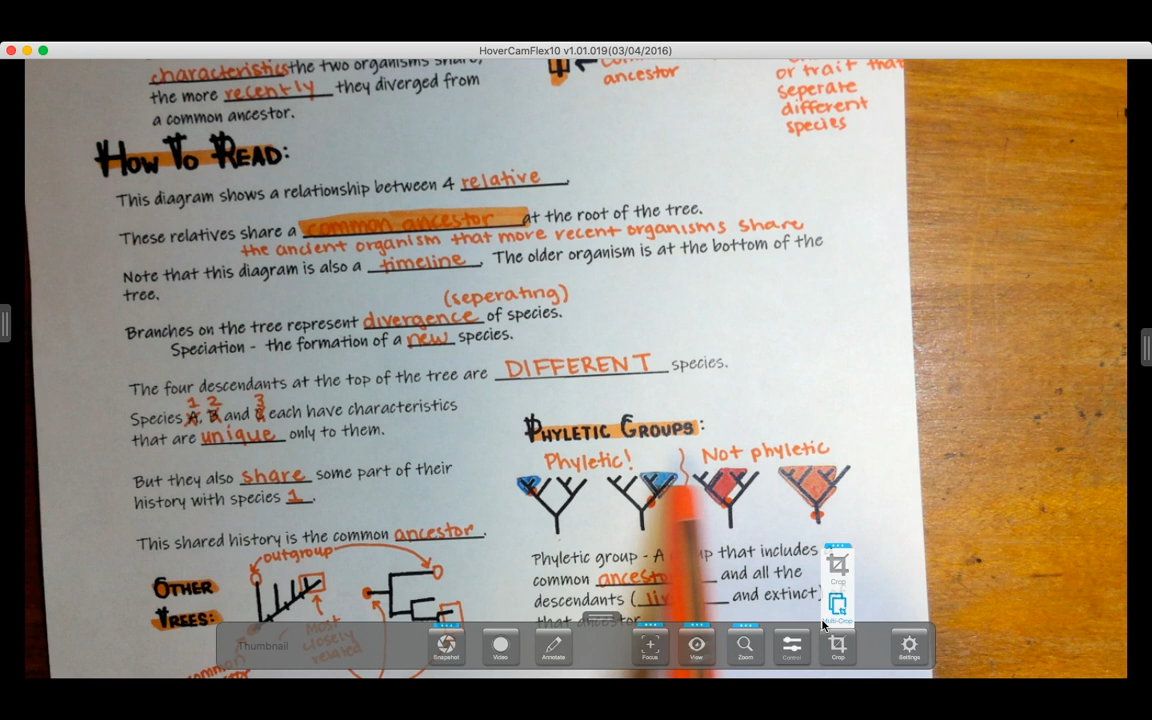 HoverCamFlex10 v1.01.019(03/04/2016)
characteristics the two organisms share,
the more recently they diverged from
a common ancestor.
ancestor
or trait that
seperate
different
species
HOW TO READ:
This diagram shows a relationship between 4 relative.
These relatives share a common ancestor at the root of the tree.
the ancient organism that more recent organisms share
Note that this diagram is also a timeline. The older organism is at the bottom of the
tree.
(seperating)
Branches on the tree represent divergence of species.
Speciation - the formation of a new species.
The four descendants at the top of the tree are DIFFERENT species.
1 2 3
Species A, B and C each have characteristics
that are unique only to them.
But they also share some part of their
history with species 1.
This shared history is the common ancestor.
PHYLETIC GROUPS:
Phyletic! Not phyletic
Phyletic group - A that includes
common and all the
descendants ( and extinct)
that ancestor
OTHER
TREES:
outgroup
Most
closely
related
Crop
Multi-Crop
Thumbnail
Snapshot
Video
Annotate
Focus
View
Zoom
Control
Crop
Settings